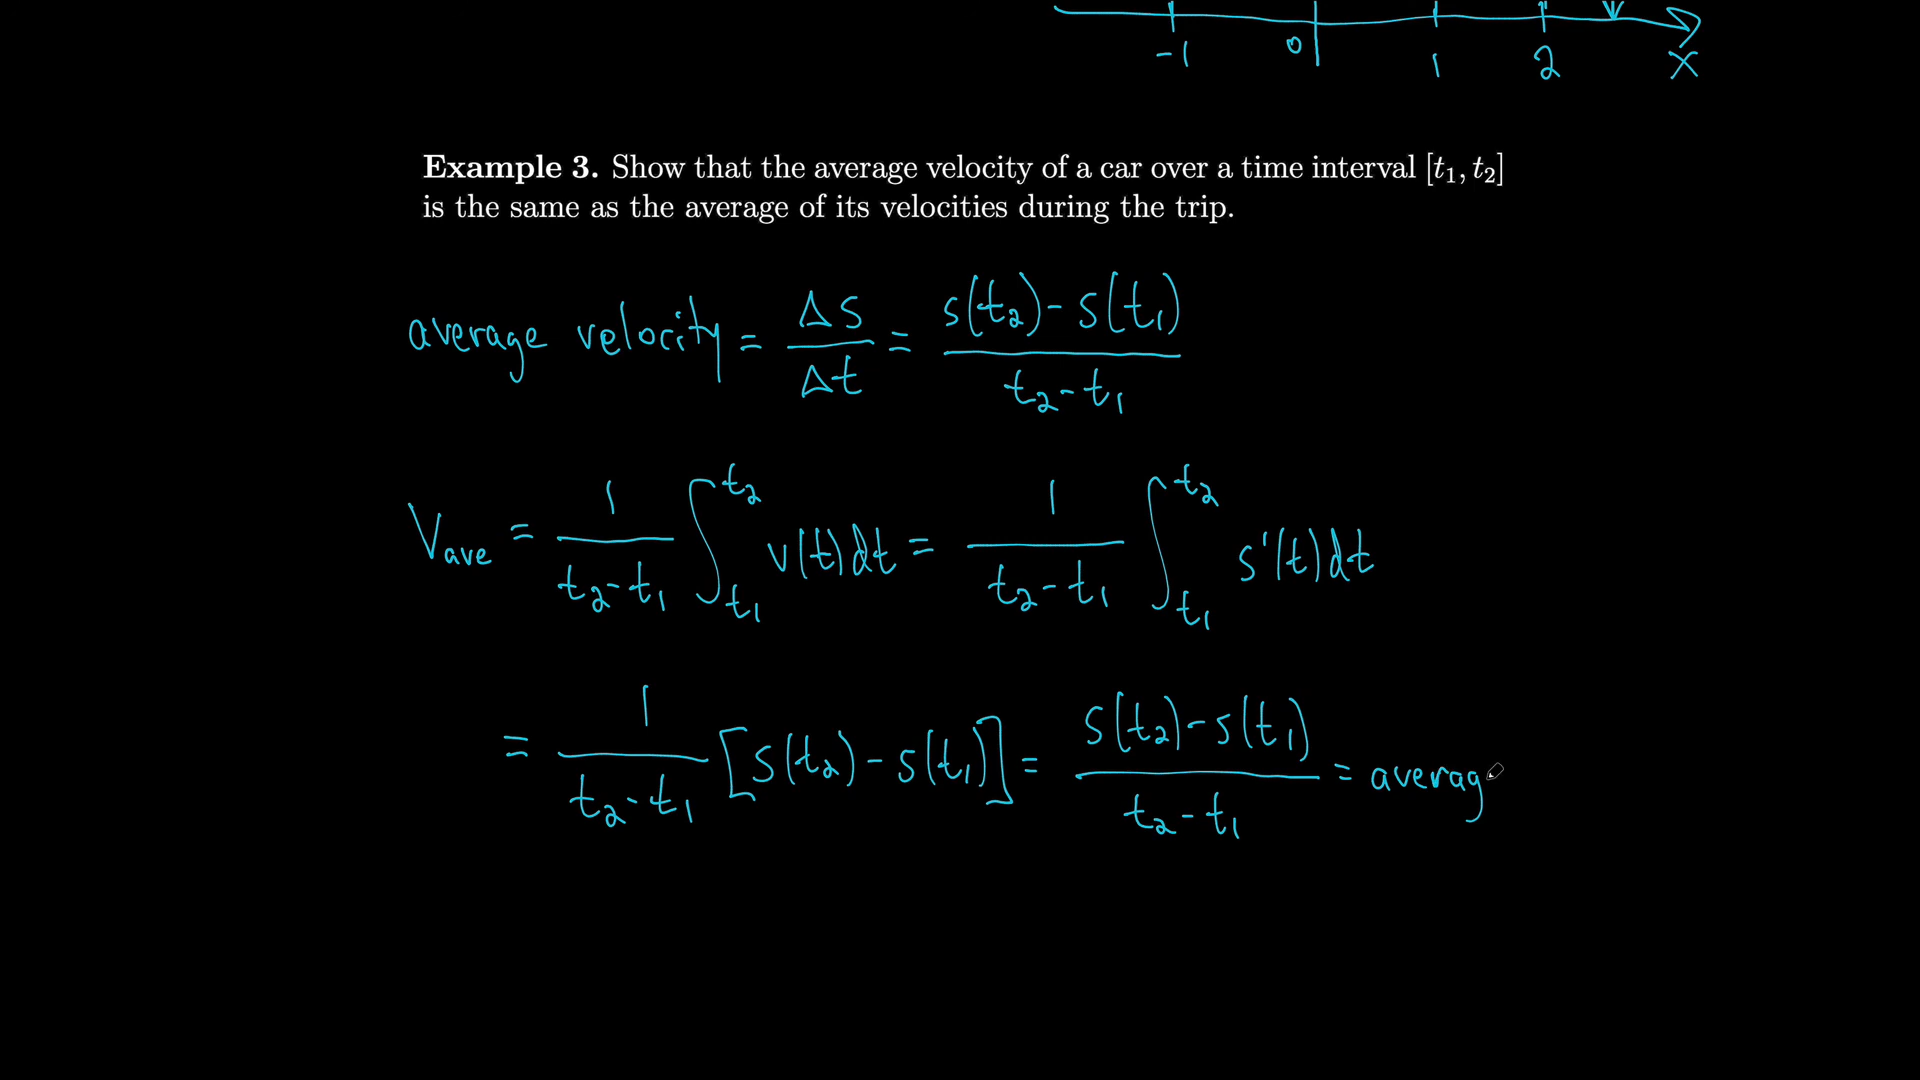 -1 0 1 2 x
Example 3. Show that the average velocity of a car over a time interval [t₁, t₂]
is the same as the average of its velocities during the trip.
average velocity = Δs/Δt = (s(t₂) - s(t₁))/(t₂ - t₁)
Vave = 1/(t₂ - t₁) ∫_{t₁}^{t₂} v(t)dt = 1/(t₂ - t₁) ∫_{t₁}^{t₂} s'(t)dt
= 1/(t₂ - t₁) [s(t₂) - s(t₁)] = (s(t₂) - s(t₁))/(t₂ - t₁) = averag